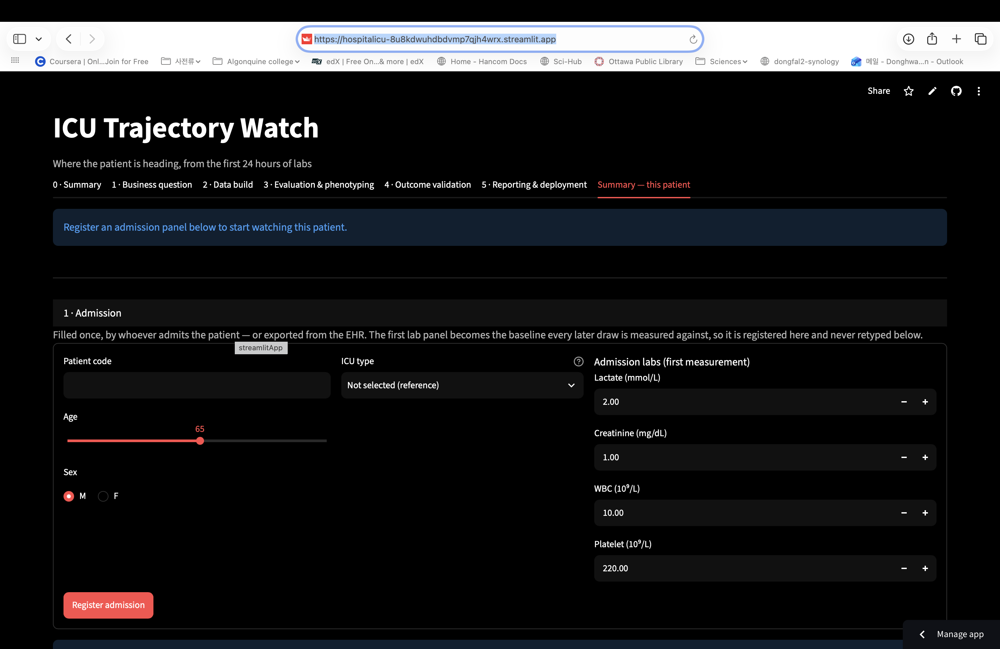 https://hospitalicu-8u8kdwuhdbdvmp7qjh4wrx.streamlit.app
Coursera | Onl...Join for Free 사전류 Algonquine college edX | Free On...& more | edX Home - Hancom Docs Sci-Hub Ottawa Public Library Sciences dongfal2-synology 메일 - Donghwa...n - Outlook
Share
ICU Trajectory Watch
Where the patient is heading, from the first 24 hours of labs
0 · Summary 1 · Business question 2 · Data build 3 · Evaluation & phenotyping 4 · Outcome validation 5 · Reporting & deployment Summary — this patient
Register an admission panel below to start watching this patient.
1 · Admission
Filled once, by whoever admits the patient — or exported from the EHR. The first lab panel becomes the baseline every later draw is measured against, so it is registered here and never retyped below.
streamlitApp
Patient code
ICU type
Not selected (reference)
Age
65
Sex
M F
Admission labs (first measurement)
Lactate (mmol/L)
2.00
Creatinine (mg/dL)
1.00
WBC (10⁹/L)
10.00
Platelet (10⁹/L)
220.00
Register admission
Manage app